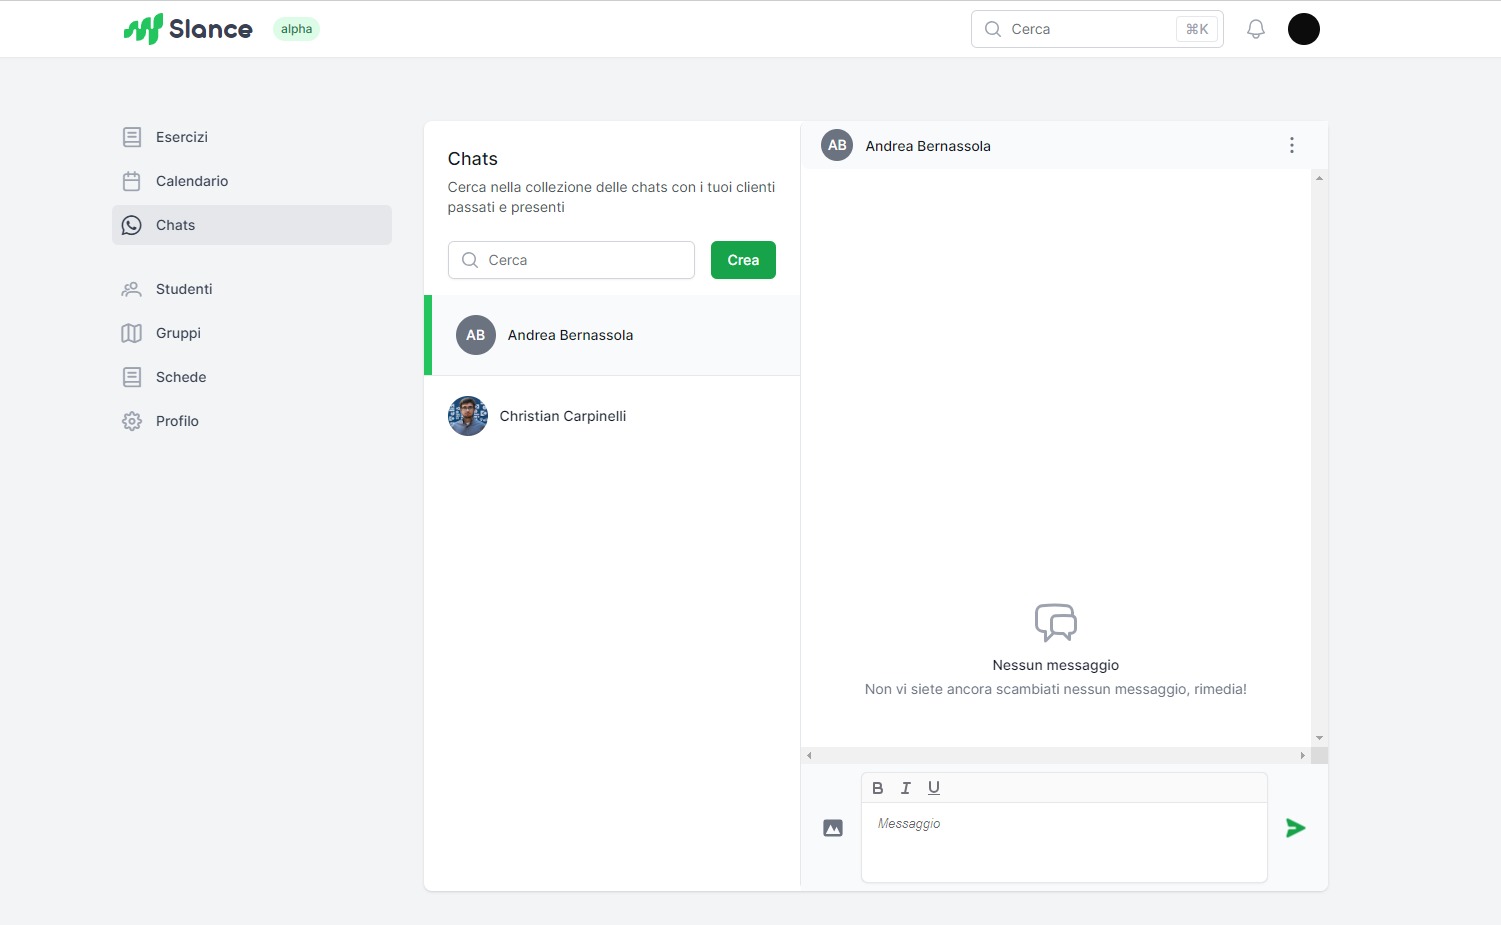 Slance
alpha
Cerca
⌘K
Esercizi
Calendario
Chats
Studenti
Gruppi
Schede
Profilo
Chats
Cerca nella collezione delle chats con i tuoi clienti
passati e presenti
Cerca
Crea
AB
Andrea Bernassola
Christian Carpinelli
AB
Andrea Bernassola
Nessun messaggio
Non vi siete ancora scambiati nessun messaggio, rimedia!
B I U
Messaggio